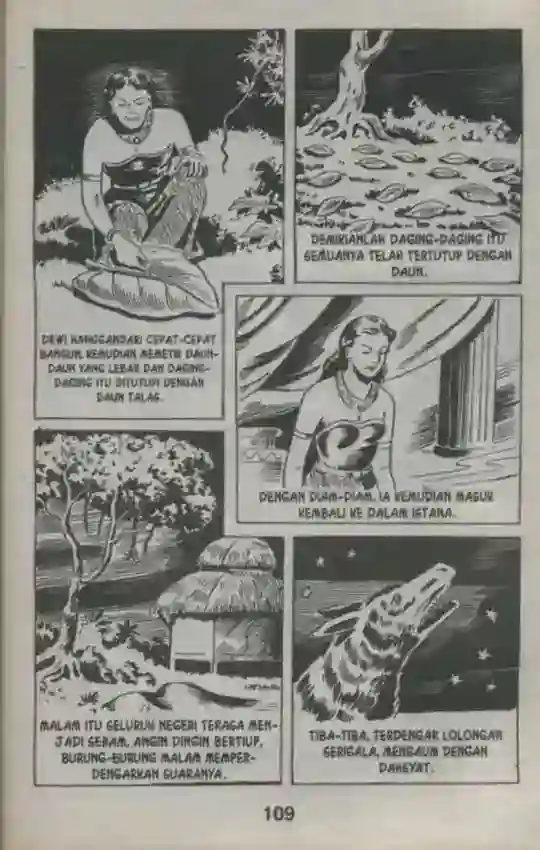 DEWI HANGGANDARI CEPAT-CEPAT
BANGUN, KEMUDIAN MEMETIK DAUN-
DAUN YANG LEBAR DAN DAGING-
DAGING ITU DITUTUPI DENGAN
DAUN TALAS.
DEMIKIANLAH DAGING-DAGING ITU
SEMUANYA TELAH TERTUTUP DENGAN
DAUN.
DENGAN DIAM-DIAM, IA KEMUDIAN MASUK
KEMBALI KE DALAM ISTANA.
MALAM ITU SELURUH NEGERI TERASA MEN-
JADI SERAM, ANGIN DINGIN BERTIUP,
BURUNG-BURUNG MALAM MEMPER-
DENGARKAN SUARANYA.
TIBA-TIBA, TERDENGAR LOLONGAN
SERIGALA, MENGAUM DENGAN
DAHSYAT.
109